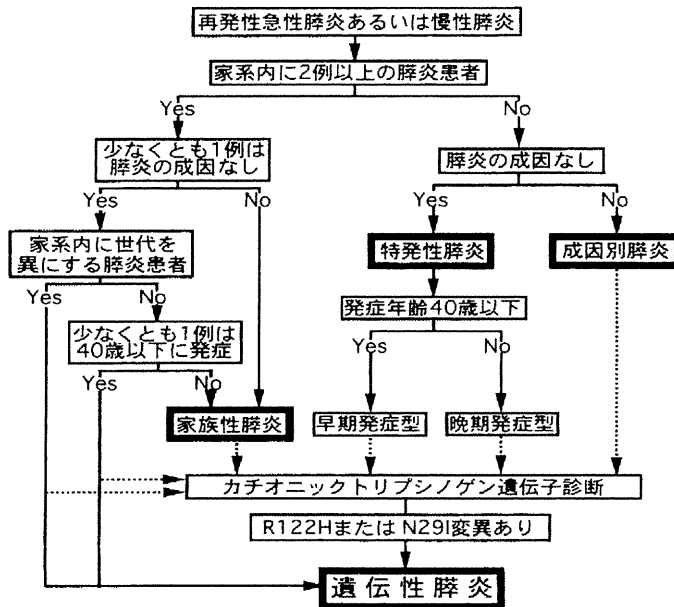 再発性急性膵炎あるいは慢性膵炎
家系内に2例以上の膵炎患者
Yes
No
少なくとも1例は
膵炎の成因なし
膵炎の成因なし
Yes
No
Yes
No
家系内に世代を
異にする膵炎患者
特発性膵炎
成因別膵炎
Yes
No
発症年齢40歳以下
少なくとも1例は
40歳以下に発症
Yes
No
Yes
No
家族性膵炎
早期発症型
晩期発症型
カチオニックトリプシノゲン遺伝子診断
R122HまたはN29I変異あり
遺伝性膵炎